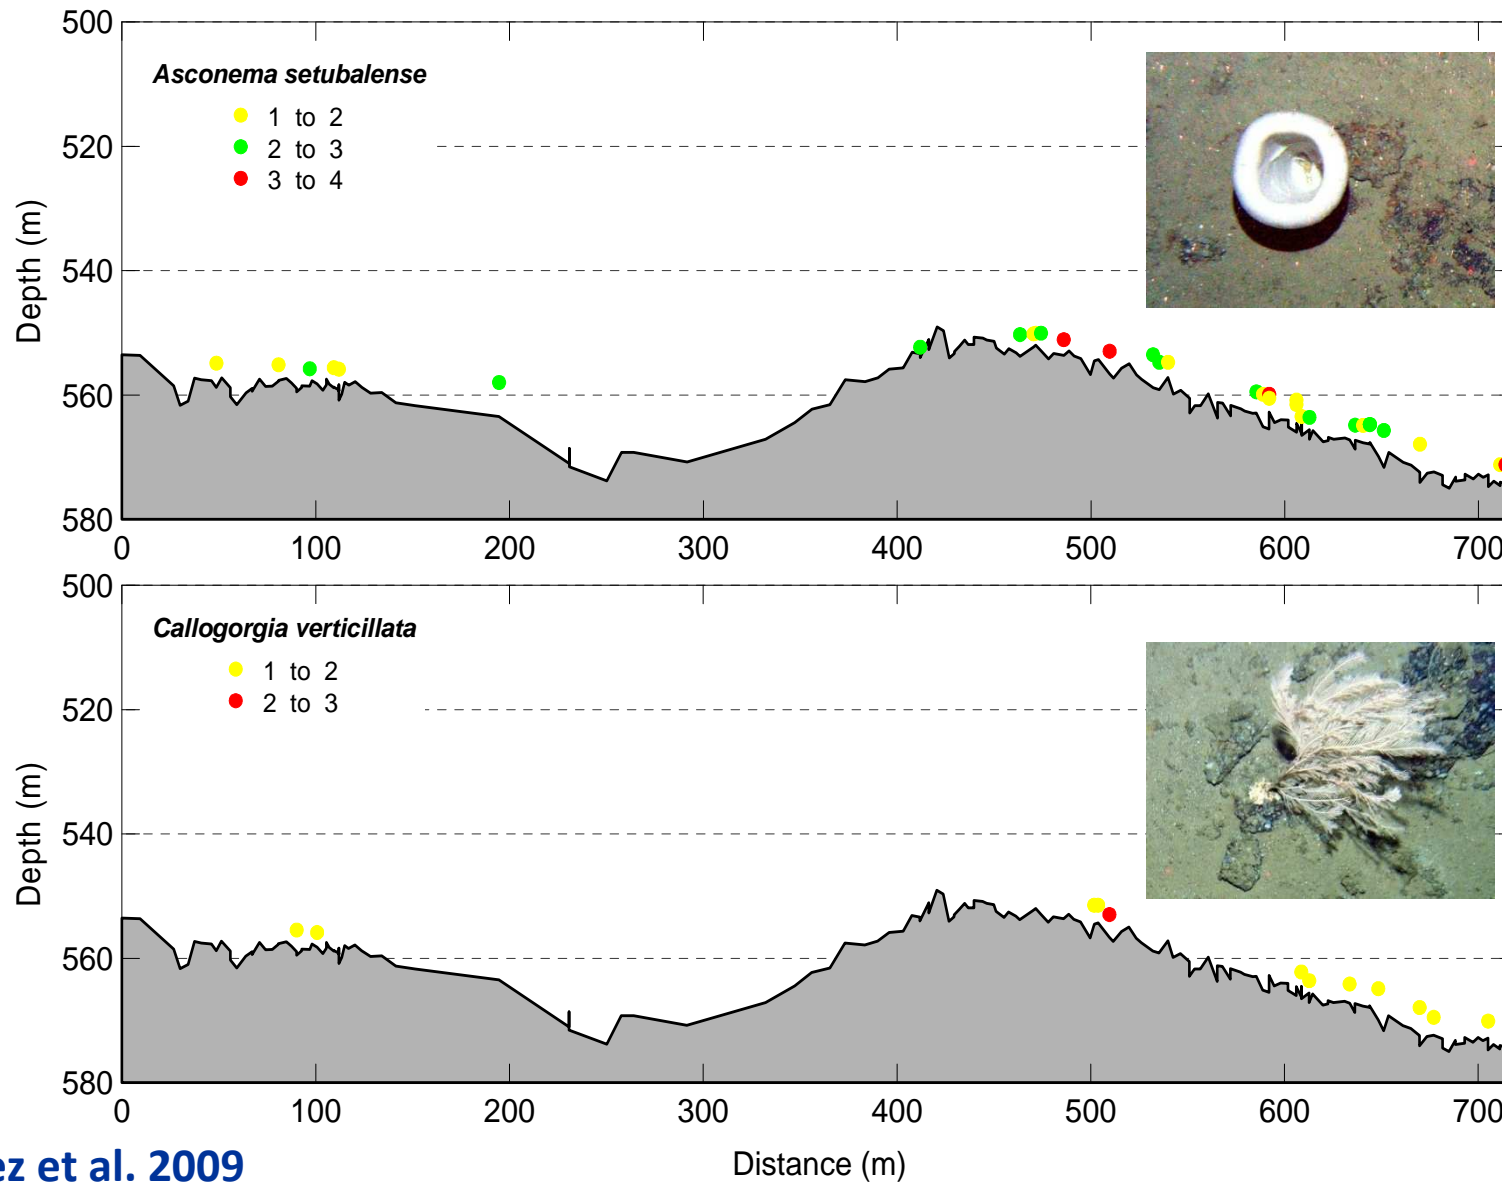 500
Asconema setubalense
1 to 2
520
2 to 3
3 to 4
Depth (m)
540
560
580
0 100 200 300 400 500 600 700
500
Callogorgia verticillata
1 to 2
2 to 3
520
Depth (m)
540
560
580
0 100 200 300 400 500 600 700
Distance (m)
ez et al. 2009